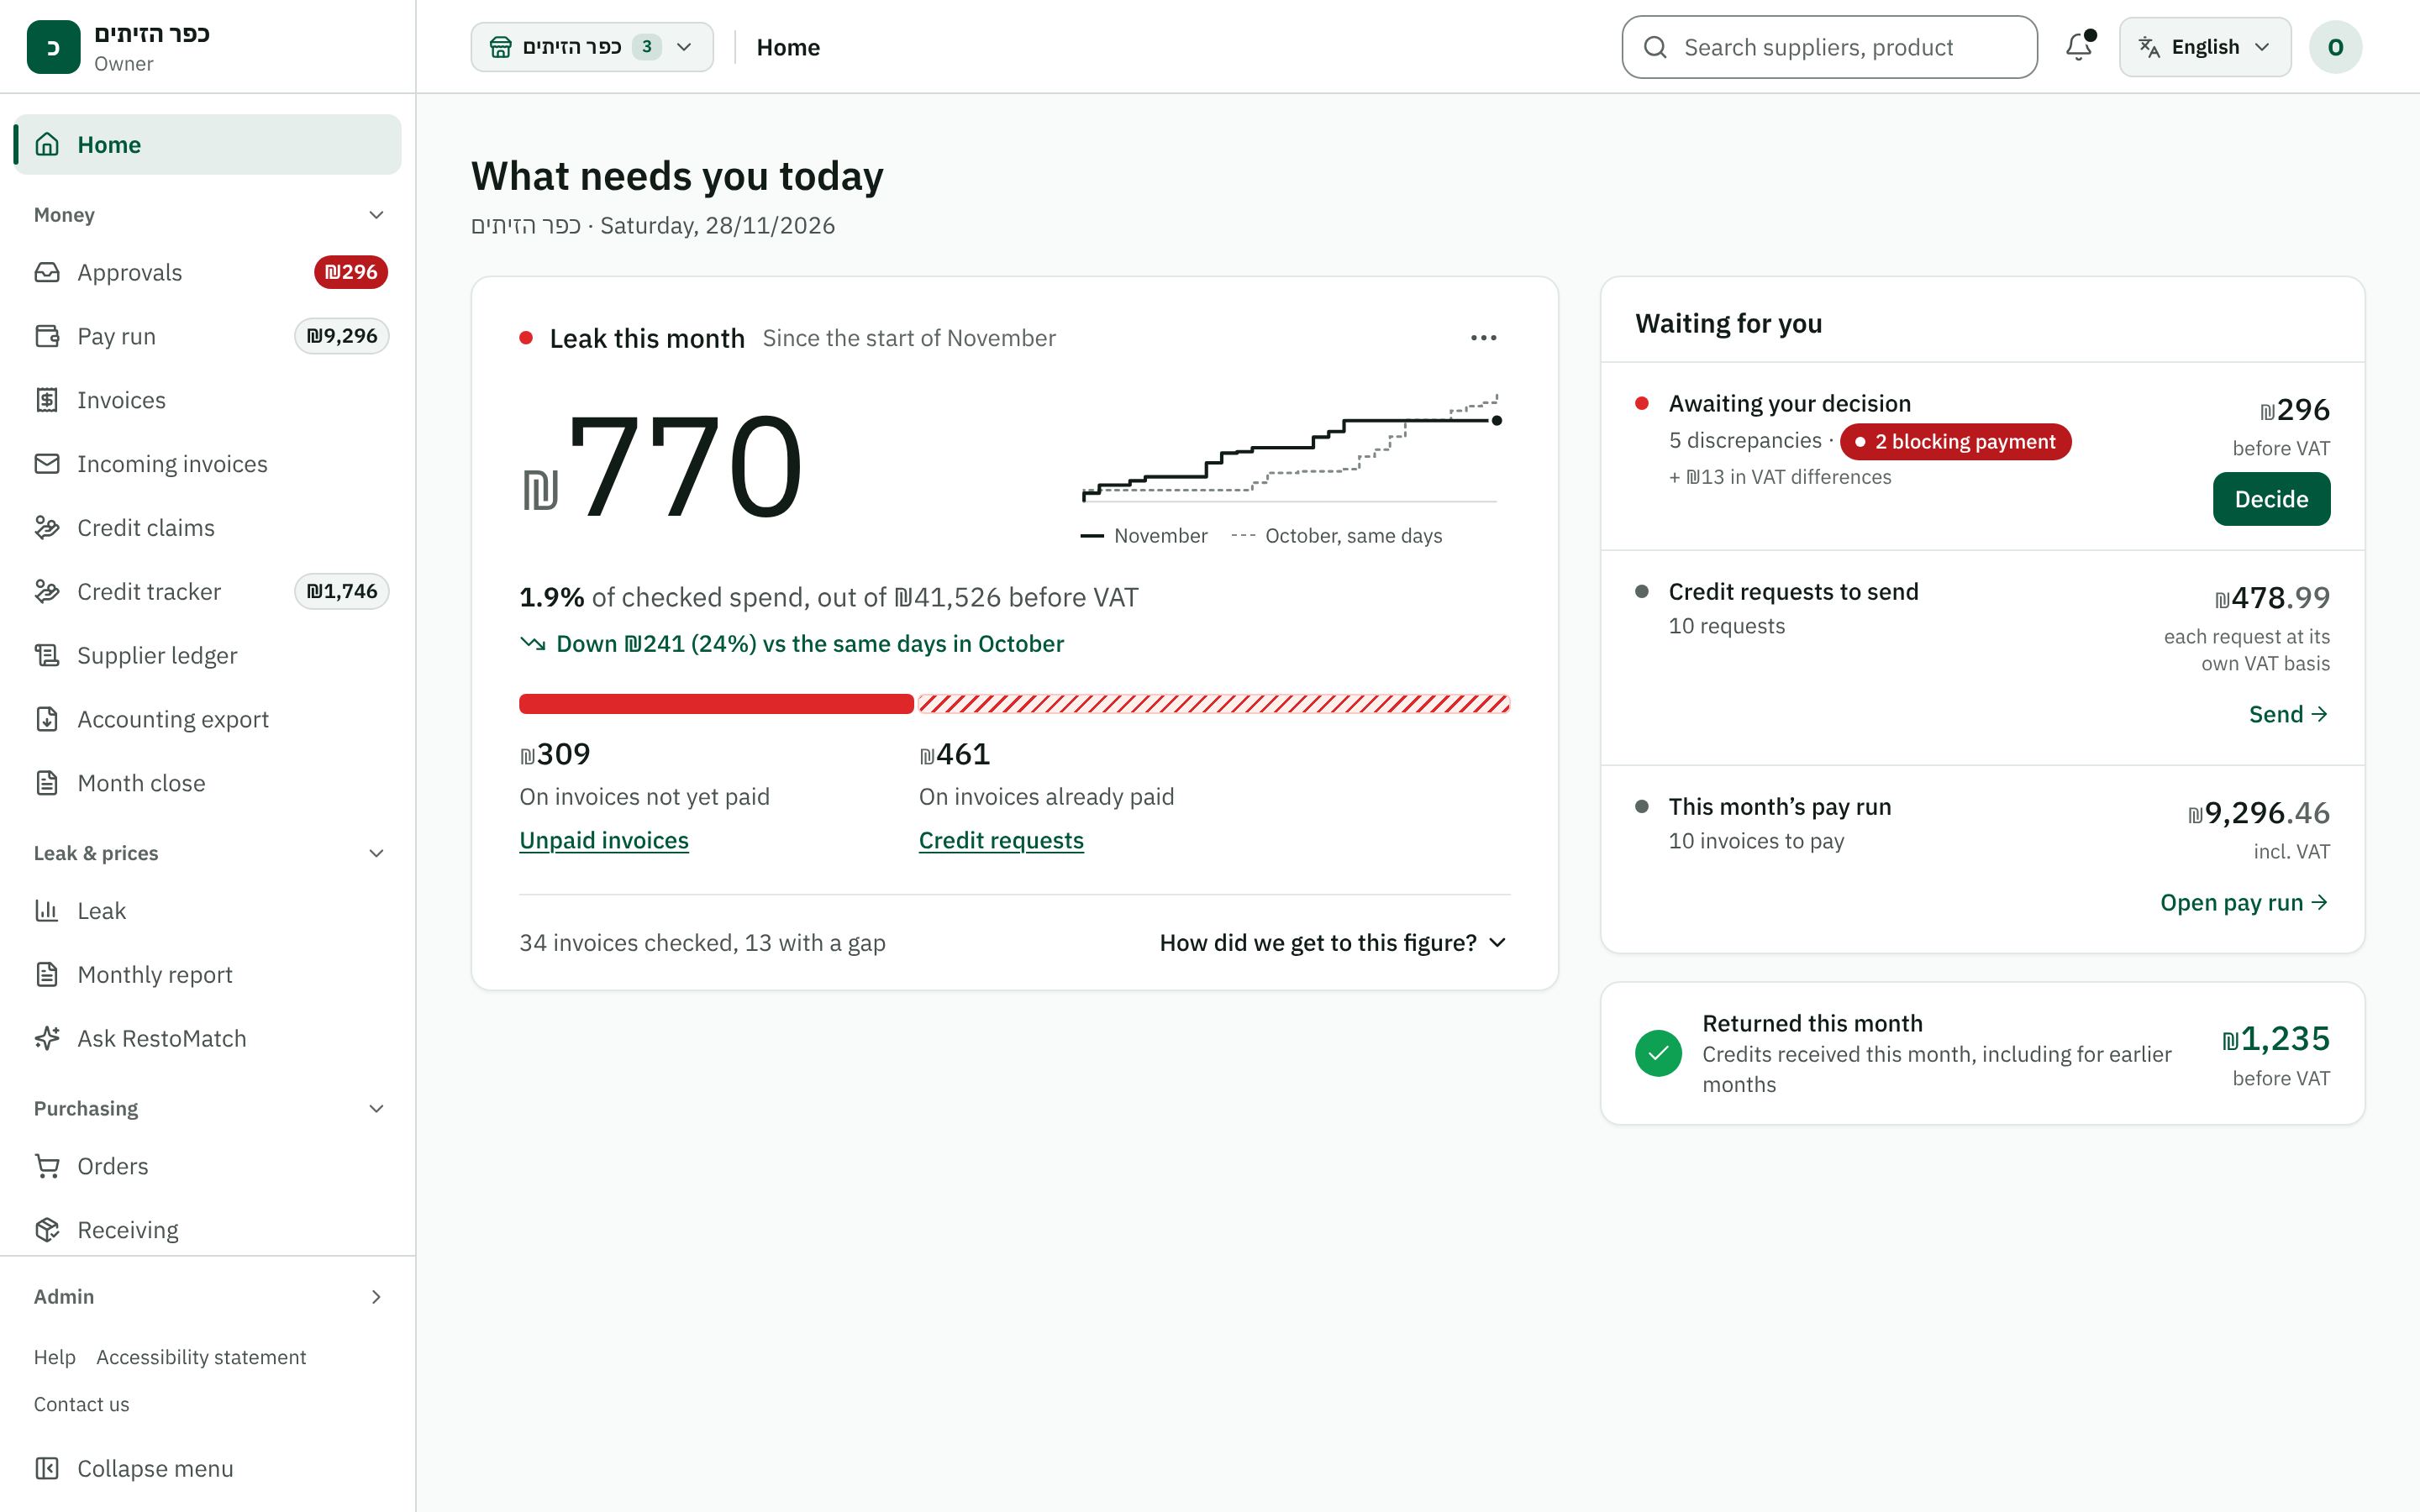 כ
כפר הזיתים
Owner
כפר הזיתים 3
Home
Search suppliers, product
English
O
Home
Money
Approvals ₪296
Pay run ₪9,296
Invoices
Incoming invoices
Credit claims
Credit tracker ₪1,746
Supplier ledger
Accounting export
Month close
Leak & prices
Leak
Monthly report
Ask RestoMatch
Purchasing
Orders
Receiving
Admin
Help Accessibility statement
Contact us
Collapse menu
What needs you today
כפר הזיתים · Saturday, 28/11/2026
Leak this month Since the start of November
₪770
November October, same days
1.9% of checked spend, out of ₪41,526 before VAT
Down ₪241 (24%) vs the same days in October
₪309
On invoices not yet paid
Unpaid invoices
₪461
On invoices already paid
Credit requests
34 invoices checked, 13 with a gap
How did we get to this figure?
Waiting for you
Awaiting your decision
5 discrepancies · 2 blocking payment
+ ₪13 in VAT differences
₪296
before VAT
Decide
Credit requests to send
10 requests
₪478.99
each request at its
own VAT basis
Send
This month’s pay run
10 invoices to pay
₪9,296.46
incl. VAT
Open pay run
Returned this month
Credits received this month, including for earlier
months
₪1,235
before VAT